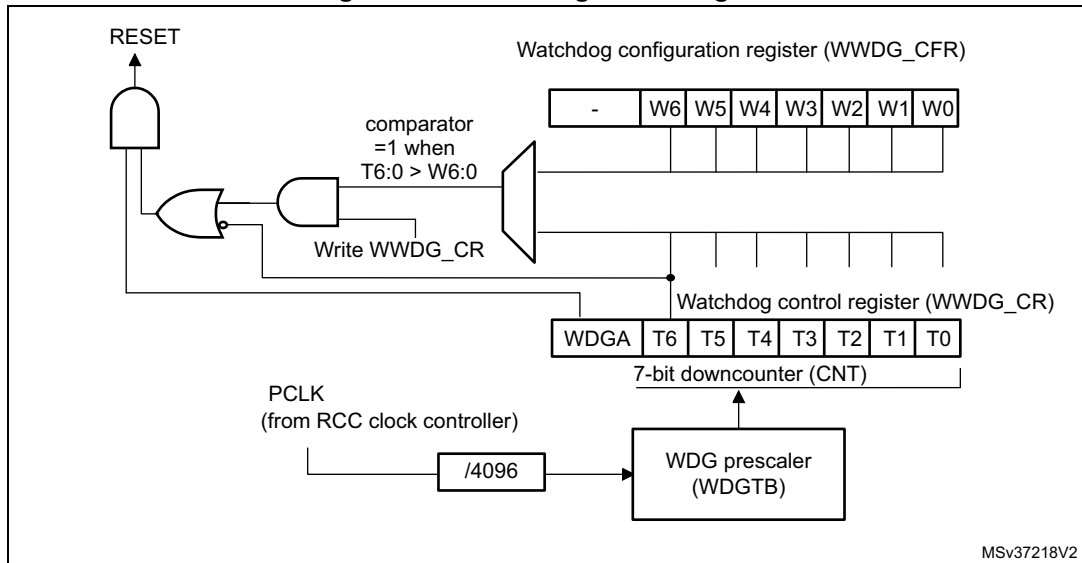 RESET
Watchdog configuration register (WWDG_CFR)
- W6 W5 W4 W3 W2 W1 W0
comparator
=1 when
T6:0 > W6:0
Write WWDG_CR
Watchdog control register (WWDG_CR)
WDGA T6 T5 T4 T3 T2 T1 T0
7-bit downcounter (CNT)
PCLK
(from RCC clock controller)
/4096
WDG prescaler
(WDGTB)
MSv37218V2